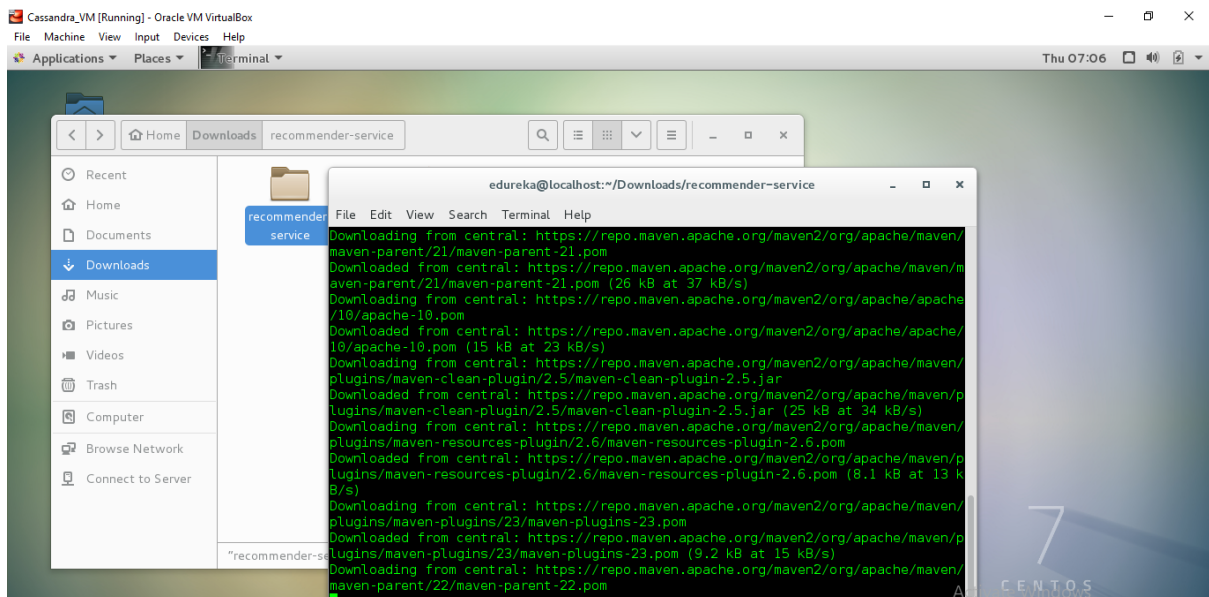 Cassandra_VM [Running] - Oracle VM VirtualBox
File Machine View Input Devices Help
Applications Places Terminal Thu 07:06
Home Downloads recommender-service
Recent
Home
Documents
Downloads
Music
Pictures
Videos
Trash
Computer
Browse Network
Connect to Server
recommender
service
"recommender-se
edureka@localhost:~/Downloads/recommender-service
File Edit View Search Terminal Help
Downloading from central: https://repo.maven.apache.org/maven2/org/apache/maven/
maven-parent/21/maven-parent-21.pom
Downloaded from central: https://repo.maven.apache.org/maven2/org/apache/maven/m
aven-parent/21/maven-parent-21.pom (26 kB at 37 kB/s)
Downloading from central: https://repo.maven.apache.org/maven2/org/apache/apache
/10/apache-10.pom
Downloaded from central: https://repo.maven.apache.org/maven2/org/apache/apache/
10/apache-10.pom (15 kB at 23 kB/s)
Downloading from central: https://repo.maven.apache.org/maven2/org/apache/maven/
plugins/maven-clean-plugin/2.5/maven-clean-plugin-2.5.jar
Downloaded from central: https://repo.maven.apache.org/maven2/org/apache/maven/p
lugins/maven-clean-plugin/2.5/maven-clean-plugin-2.5.jar (25 kB at 34 kB/s)
Downloading from central: https://repo.maven.apache.org/maven2/org/apache/maven/
plugins/maven-resources-plugin/2.6/maven-resources-plugin-2.6.pom
Downloaded from central: https://repo.maven.apache.org/maven2/org/apache/maven/p
lugins/maven-resources-plugin/2.6/maven-resources-plugin-2.6.pom (8.1 kB at 13 k
B/s)
Downloading from central: https://repo.maven.apache.org/maven2/org/apache/maven/
plugins/maven-plugins/23/maven-plugins-23.pom
Downloaded from central: https://repo.maven.apache.org/maven2/org/apache/maven/p
lugins/maven-plugins/23/maven-plugins-23.pom (9.2 kB at 15 kB/s)
Downloading from central: https://repo.maven.apache.org/maven2/org/apache/maven/
maven-parent/22/maven-parent-22.pom
7
CENTOS